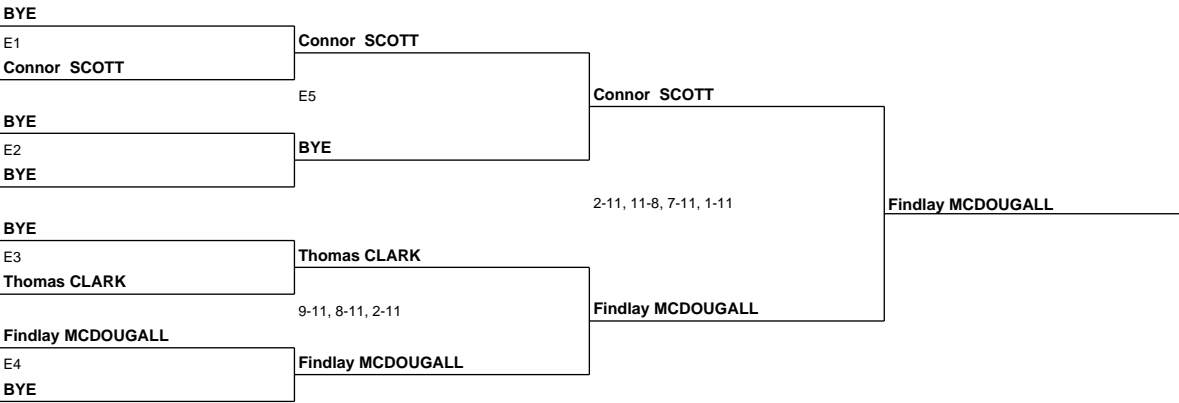 BYE
E1
Connor SCOTT
Connor SCOTT
E5
Connor SCOTT
BYE
E2
BYE
BYE
2-11, 11-8, 7-11, 1-11
Findlay MCDOUGALL
BYE
E3
Thomas CLARK
Thomas CLARK
9-11, 8-11, 2-11
Findlay MCDOUGALL
Findlay MCDOUGALL
E4
Findlay MCDOUGALL
BYE